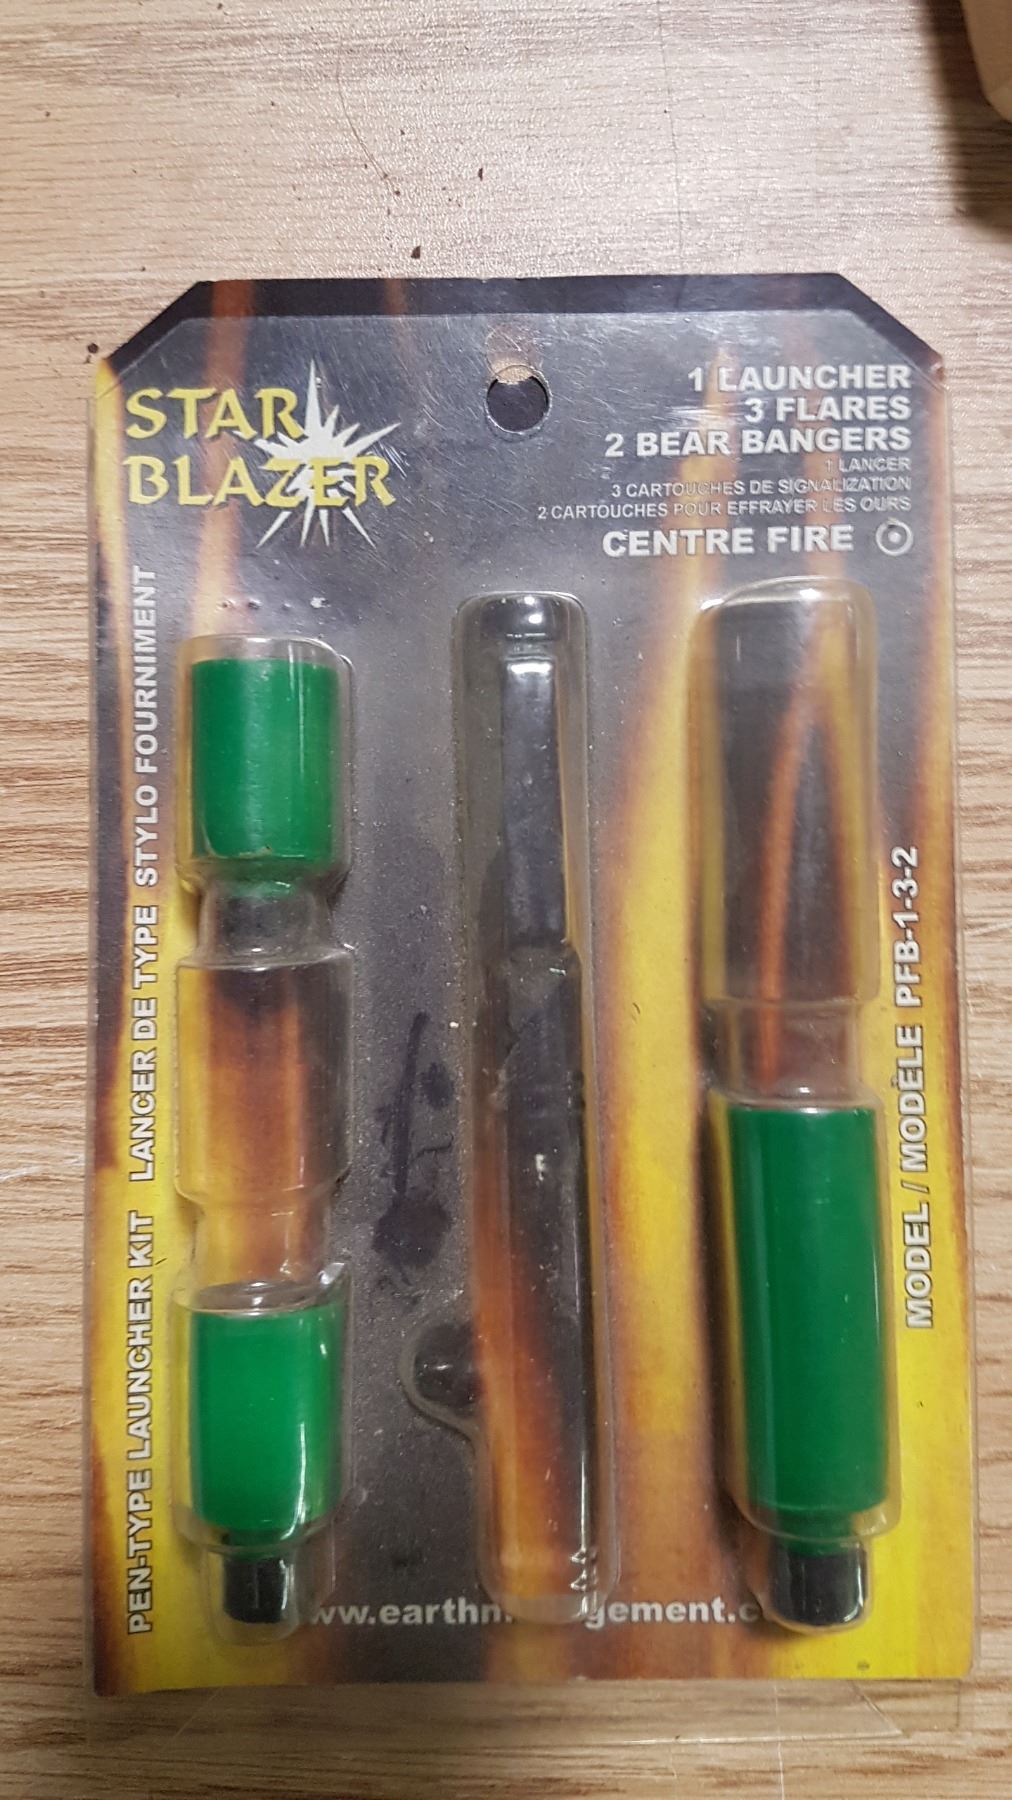 STAR
BLAZER
1 LAUNCHER
3 FLARES
2 BEAR BANGERS
1 LANCER
3 CARTOUCHES DE SIGNALIZATION
2 CARTOUCHES POUR EFFRAYER LES OURS
CENTRE FIRE
PEN-TYPE LAUNCHER KIT LANCER DE TYPE STYLO FOURNIMENT
MODEL / MODÈLE PFB-1-3-2